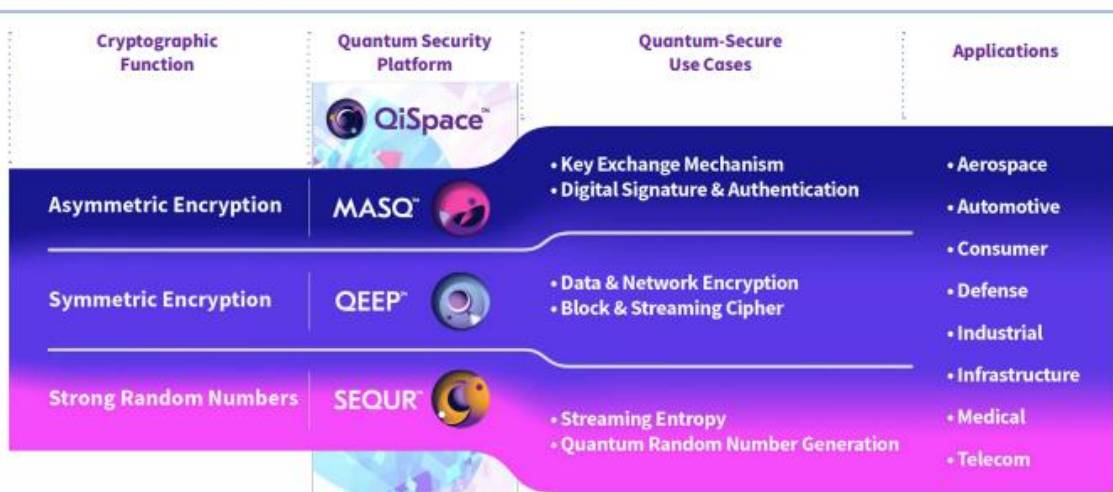 Cryptographic
Function
Quantum Security
Platform
Quantum-Secure
Use Cases
Applications
QiSpace™
Asymmetric Encryption
MASQ™
• Key Exchange Mechanism
• Digital Signature & Authentication
Symmetric Encryption
QEEP™
• Data & Network Encryption
• Block & Streaming Cipher
Strong Random Numbers
SEQUR™
• Streaming Entropy
• Quantum Random Number Generation
• Aerospace
• Automotive
• Consumer
• Defense
• Industrial
• Infrastructure
• Medical
• Telecom